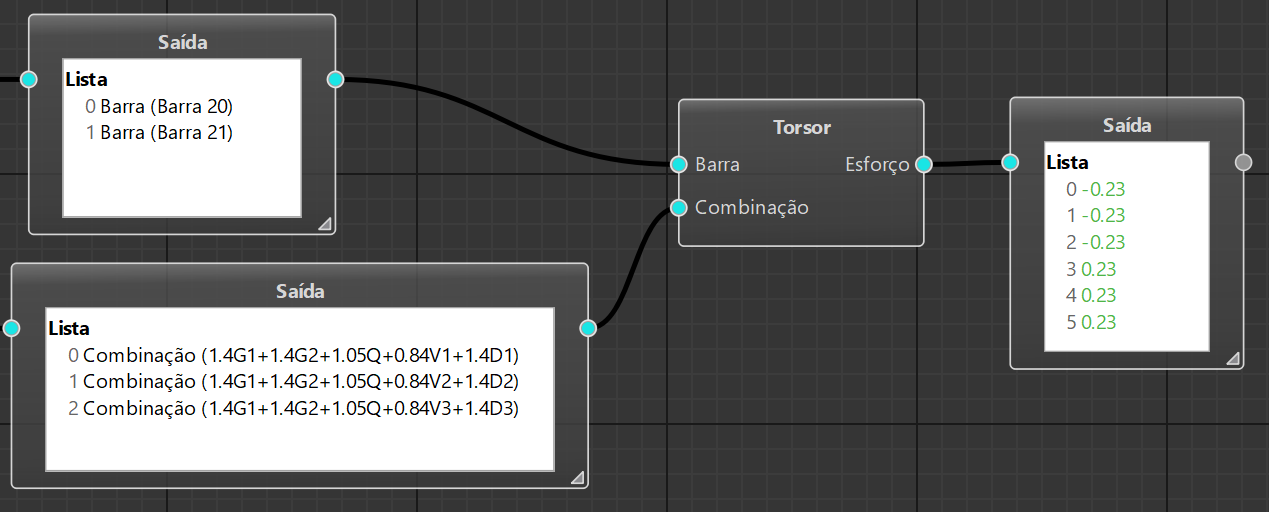 Saída
Lista
0 Barra (Barra 20)
1 Barra (Barra 21)
Saída
Lista
0 Combinação (1.4G1+1.4G2+1.05Q+0.84V1+1.4D1)
1 Combinação (1.4G1+1.4G2+1.05Q+0.84V2+1.4D2)
2 Combinação (1.4G1+1.4G2+1.05Q+0.84V3+1.4D3)
Torsor
Barra Esforço
Combinação
Saída
Lista
0 -0.23
1 -0.23
2 -0.23
3 0.23
4 0.23
5 0.23